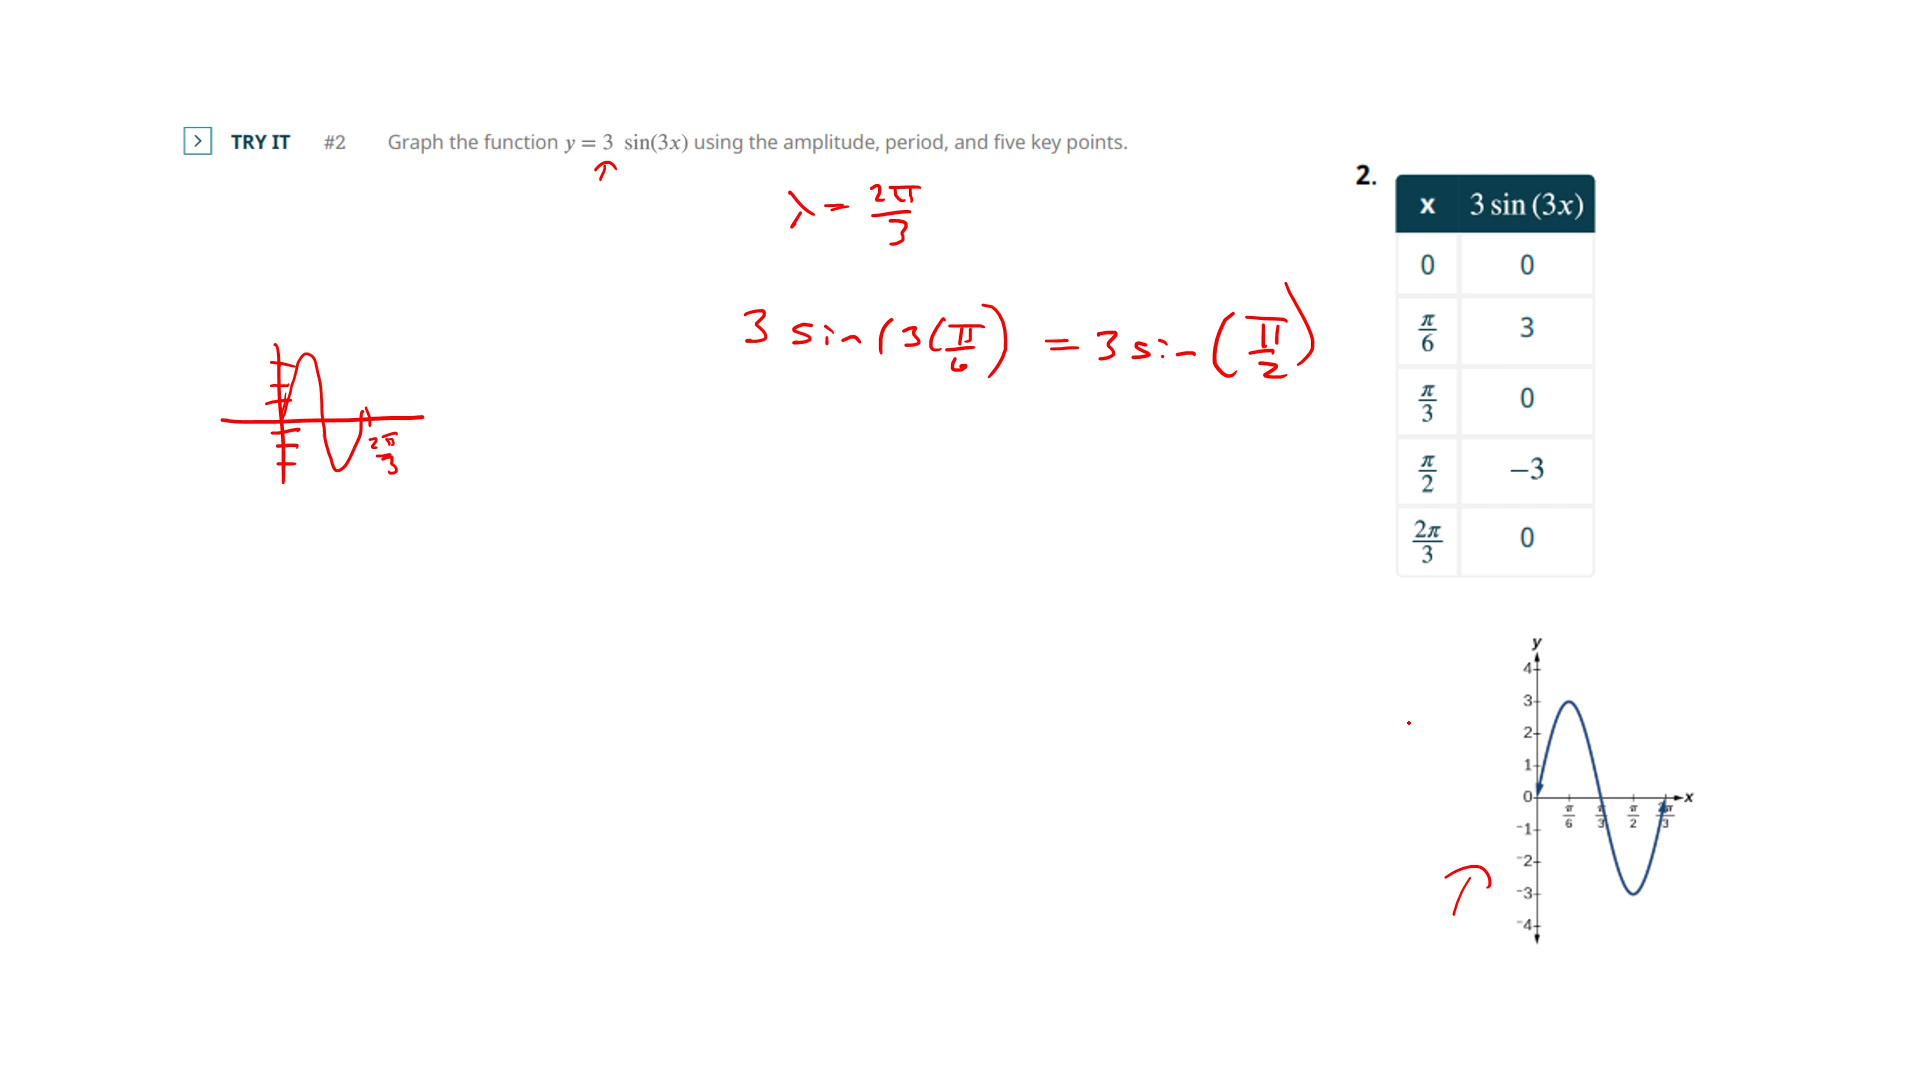 > TRY IT #2 Graph the function y = 3 sin(3x) using the amplitude, period, and five key points.
λ = 2π/3
3 sin(3(π/6) = 3 sin(π/2)
2π/3
2.
x 3 sin (3x)
0 0
π/6 3
π/3 0
π/2 −3
2π/3 0
y
4
3
2
1
0 x
π/6 π/3 π/2 2π/3
-1
-2
-3
-4